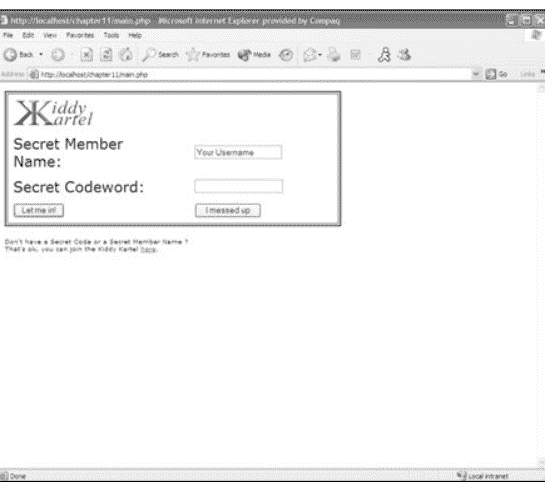 http://localhost/chapter11/main.php - Microsoft Internet Explorer provided by Compaq
File Edit View Favorites Tools Help
Back Search Favorites Media
Address http://localhost/chapter11/main.php Go Links
Kiddy
Kartel
Secret Member
Name:
Your Username
Secret Codeword:
Let me in! I messed up
Don't have a Secret Code or a Secret Member Name ?
That's ok, you can join the Kiddy Kartel here.
Done Local intranet